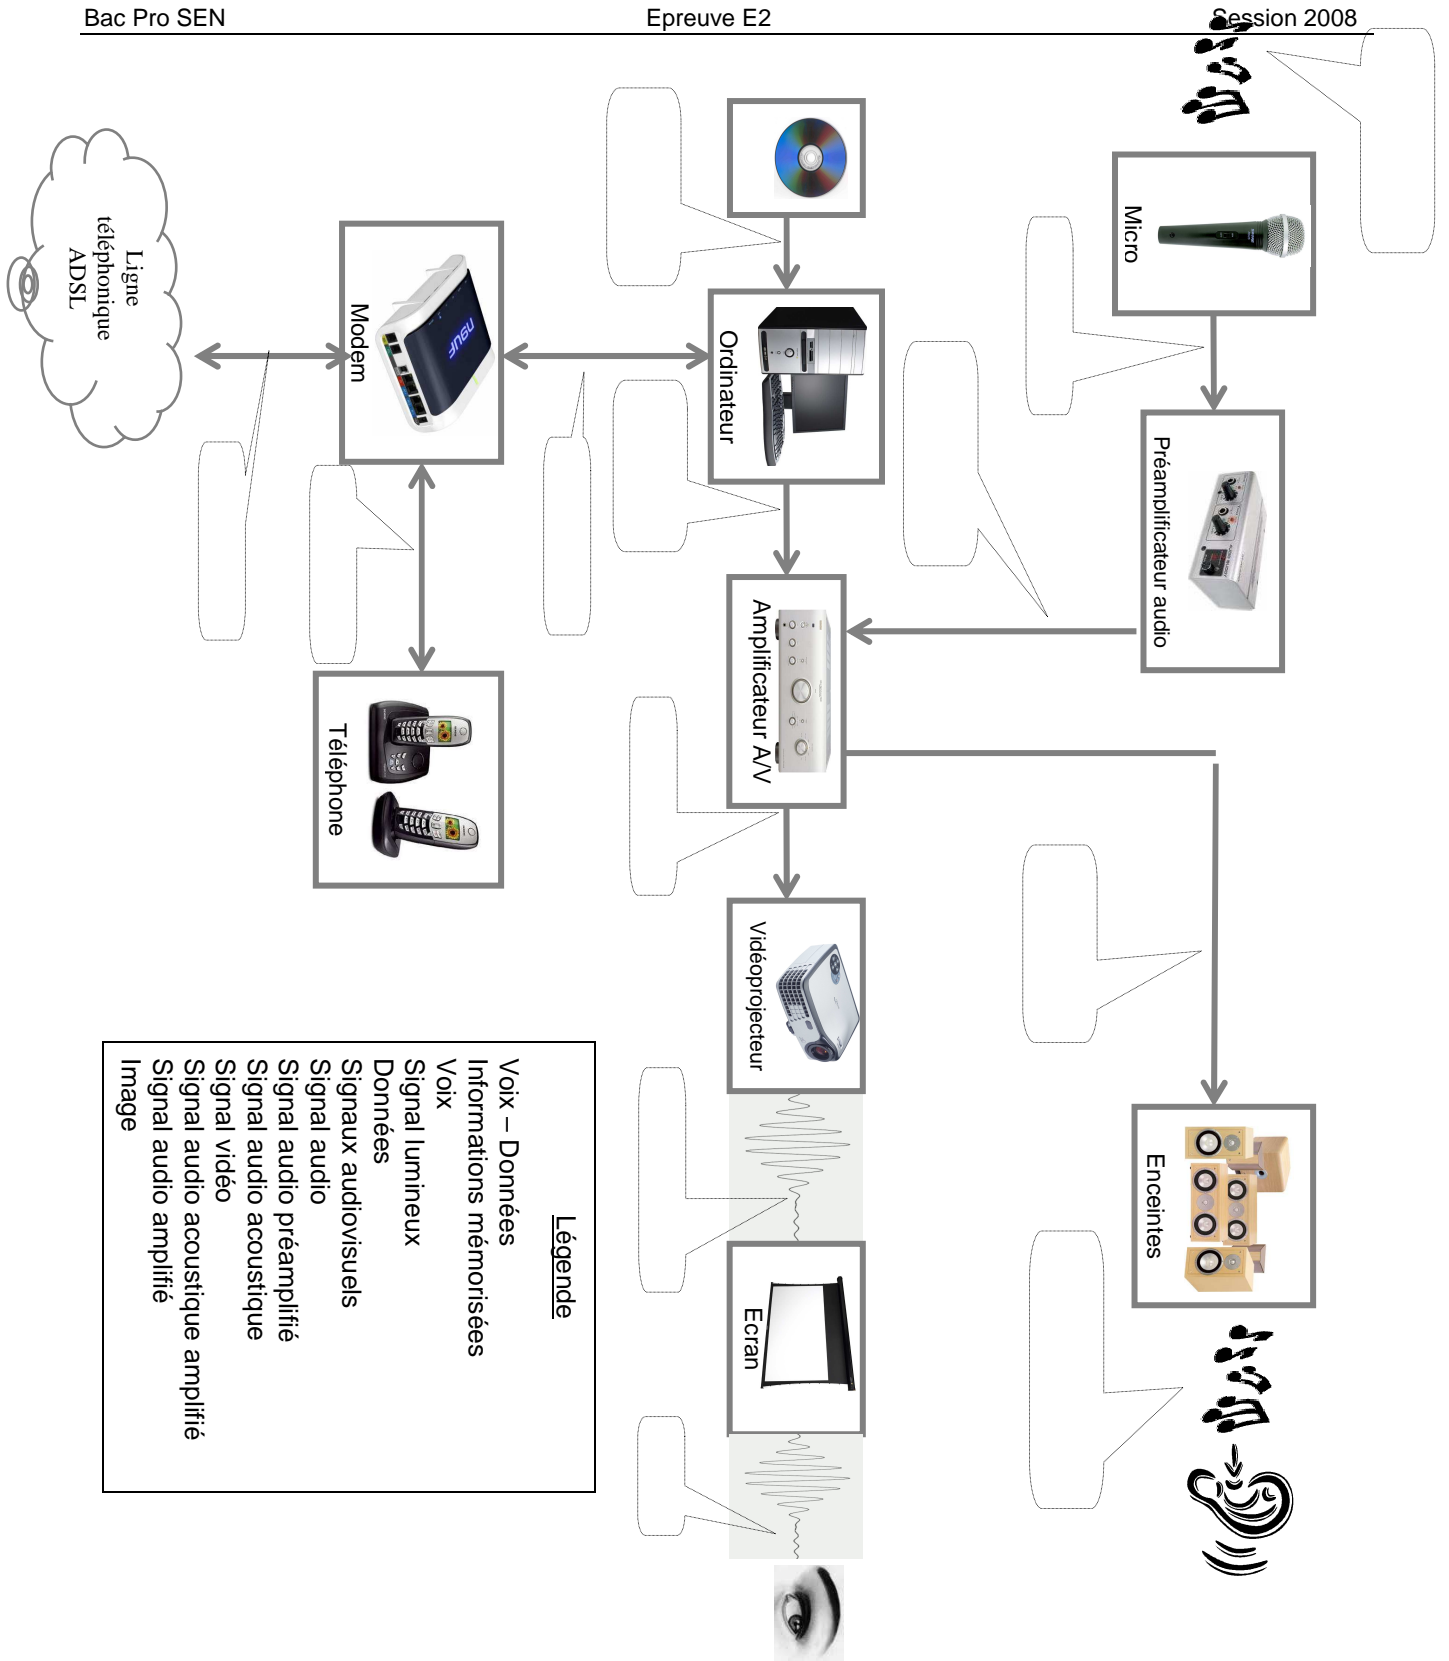 Bac Pro SEN Epreuve E2 Session 2008
Micro
Préamplificateur audio
Ordinateur
Amplificateur A/V
Enceintes
Modem
neuf
Ligne
téléphonique
ADSL
Téléphone
Vidéoprojecteur
Ecran
Légende
Voix – Données
Informations mémorisées
Voix
Signal lumineux
Données
Signaux audiovisuels
Signal audio
Signal audio préamplifié
Signal audio acoustique
Signal vidéo
Signal audio acoustique amplifié
Signal audio amplifié
Image